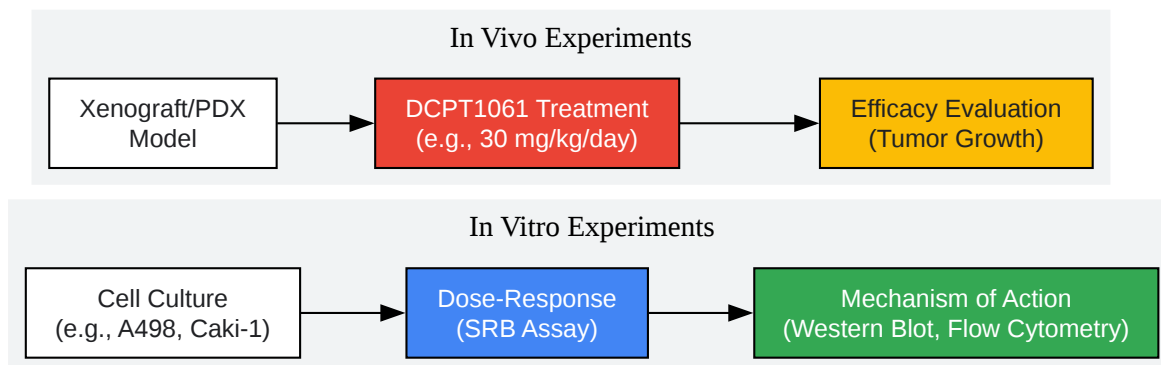 In Vivo Experiments
Xenograft/PDX
Model
DCPT1061 Treatment
(e.g., 30 mg/kg/day)
Efficacy Evaluation
(Tumor Growth)
In Vitro Experiments
Cell Culture
(e.g., A498, Caki-1)
Dose-Response
(SRB Assay)
Mechanism of Action
(Western Blot, Flow Cytometry)